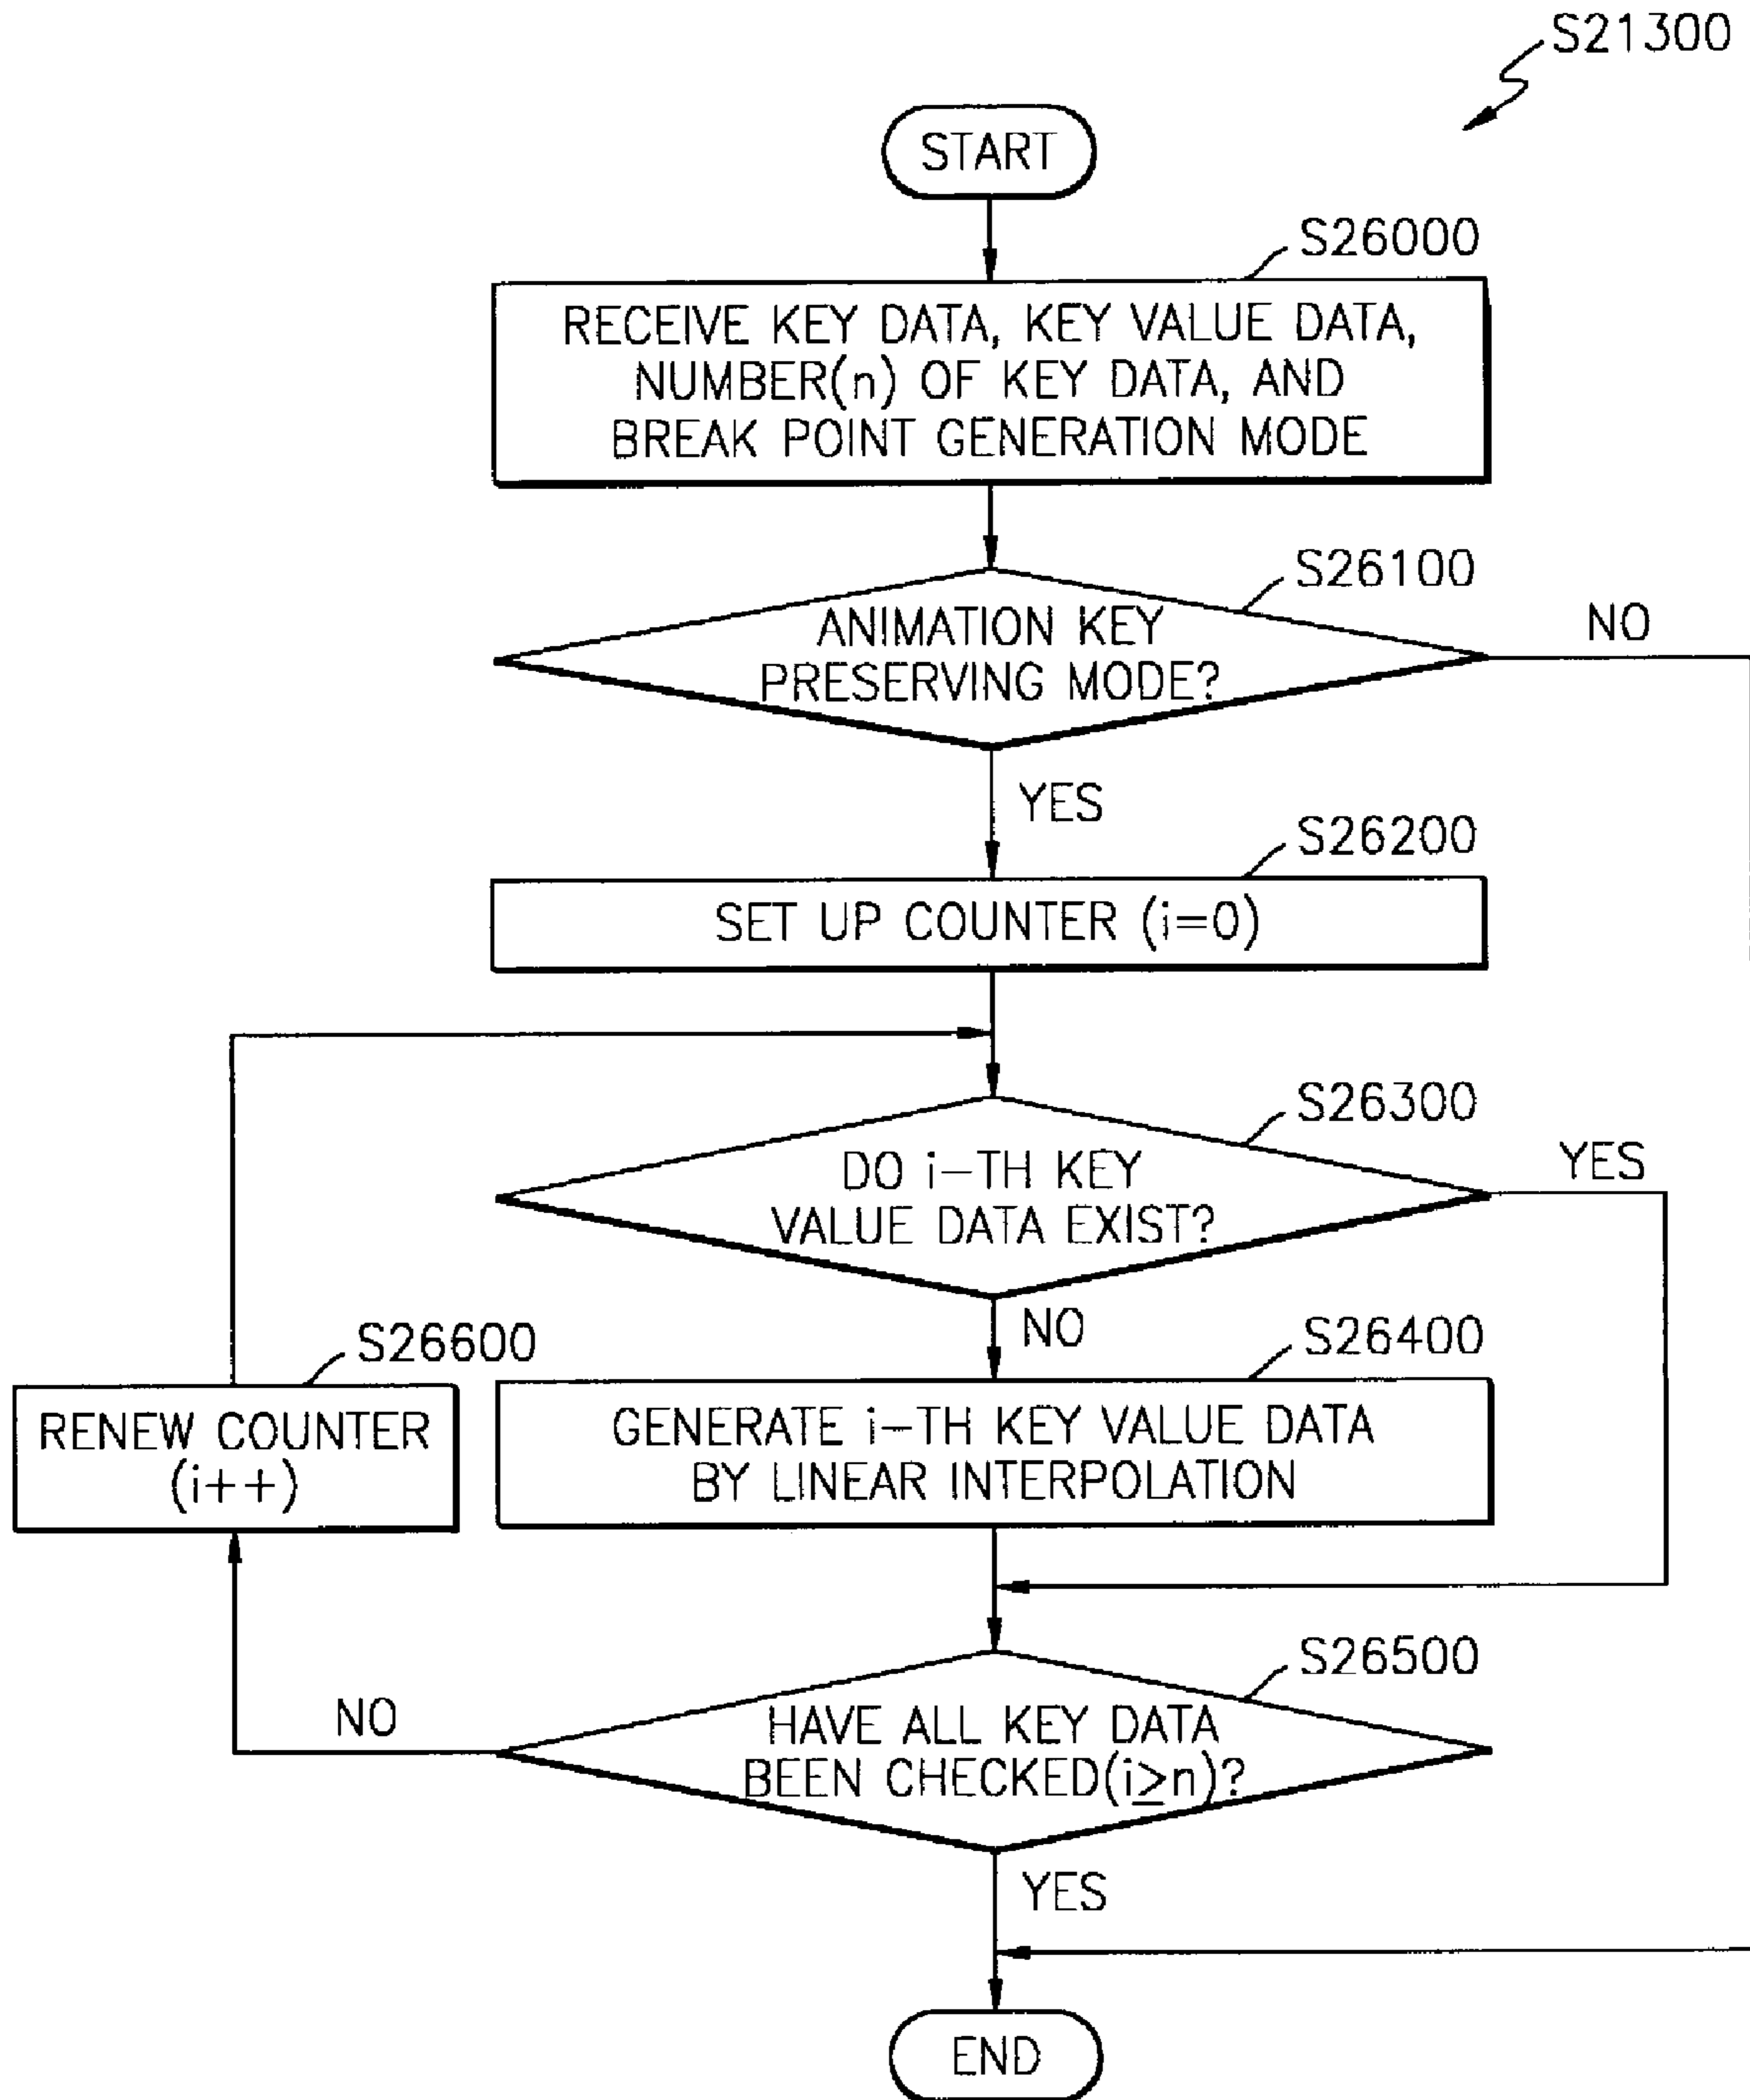 S21300
START
S26000
RECEIVE KEY DATA, KEY VALUE DATA,
NUMBER(n) OF KEY DATA, AND
BREAK POINT GENERATION MODE
S26100
ANIMATION KEY
PRESERVING MODE?
NO
YES
S26200
SET UP COUNTER (i=0)
S26300
DO i-TH KEY
VALUE DATA EXIST?
YES
NO
S26600
RENEW COUNTER
(i++)
S26400
GENERATE i-TH KEY VALUE DATA
BY LINEAR INTERPOLATION
S26500
HAVE ALL KEY DATA
BEEN CHECKED(i≥n)?
NO
YES
END